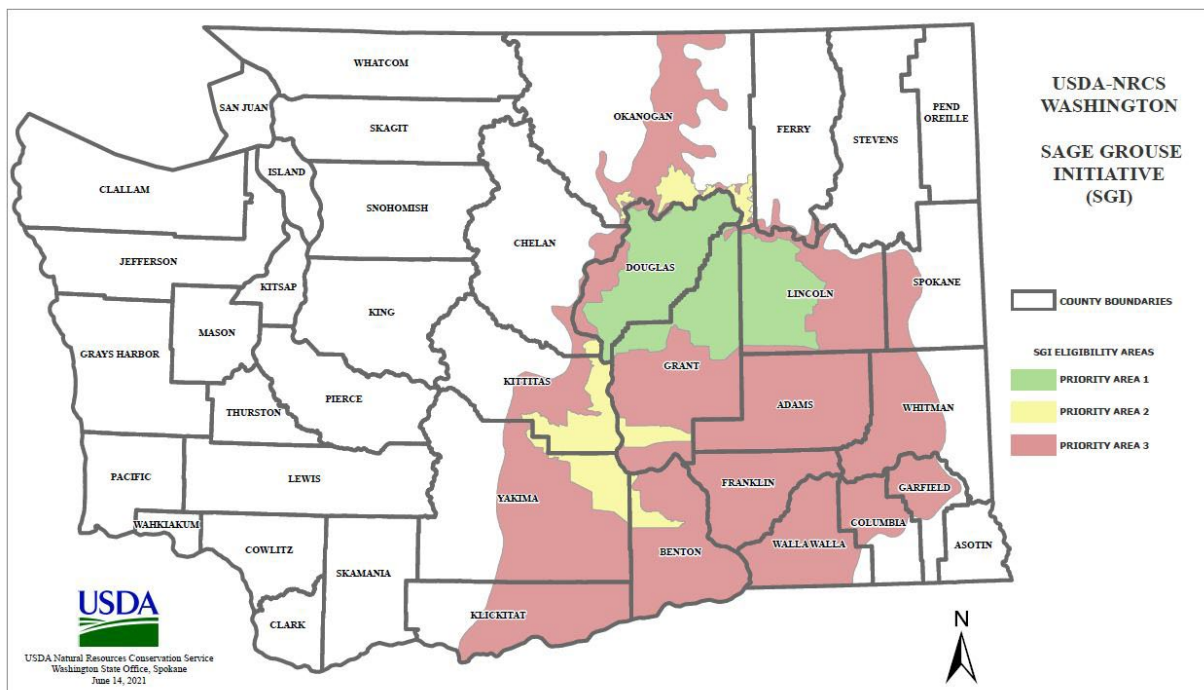 WHATCOM
SAN JUAN
SKAGIT
ISLAND
CLALLAM
SNOHOMISH
JEFFERSON
KITSAP
KING
MASON
GRAYS HARBOR
THURSTON
PIERCE
PACIFIC
LEWIS
WAHKIAKUM
COWLITZ
SKAMANIA
CLARK
OKANOGAN
FERRY
STEVENS
PEND
OREILLE
CHELAN
DOUGLAS
LINCOLN
SPOKANE
KITTITAS
GRANT
ADAMS
WHITMAN
YAKIMA
FRANKLIN
GARFIELD
COLUMBIA
BENTON
WALLA WALLA
ASOTIN
KLICKITAT
USDA-NRCS
WASHINGTON
SAGE GROUSE
INITIATIVE
(SGI)
COUNTY BOUNDARIES
SGI ELIGIBILITY AREAS
PRIORITY AREA 1
PRIORITY AREA 2
PRIORITY AREA 3
USDA
USDA Natural Resources Conservation Service
Washington State Office, Spokane
June 14, 2021
N